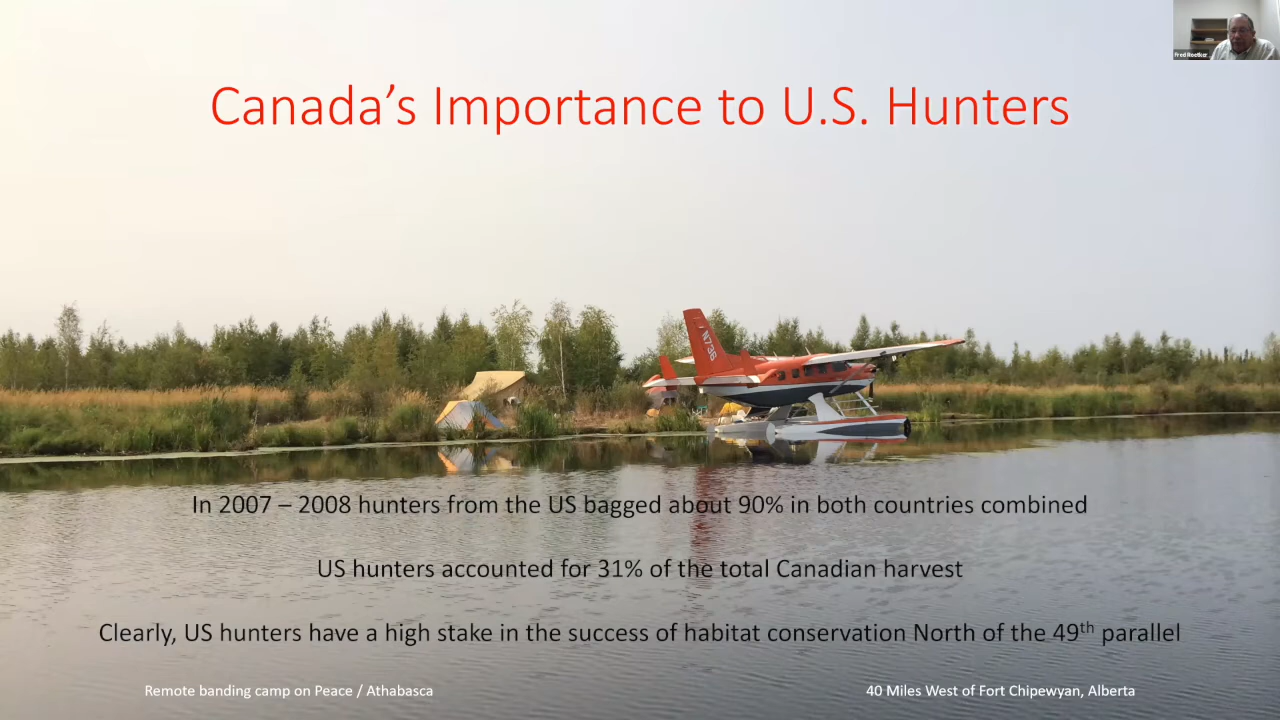 Fred Roetker
Canada's Importance to U.S. Hunters
N736
In 2007 – 2008 hunters from the US bagged about 90% in both countries combined
US hunters accounted for 31% of the total Canadian harvest
Clearly, US hunters have a high stake in the success of habitat conservation North of the 49th parallel
Remote banding camp on Peace / Athabasca
40 Miles West of Fort Chipewyan, Alberta